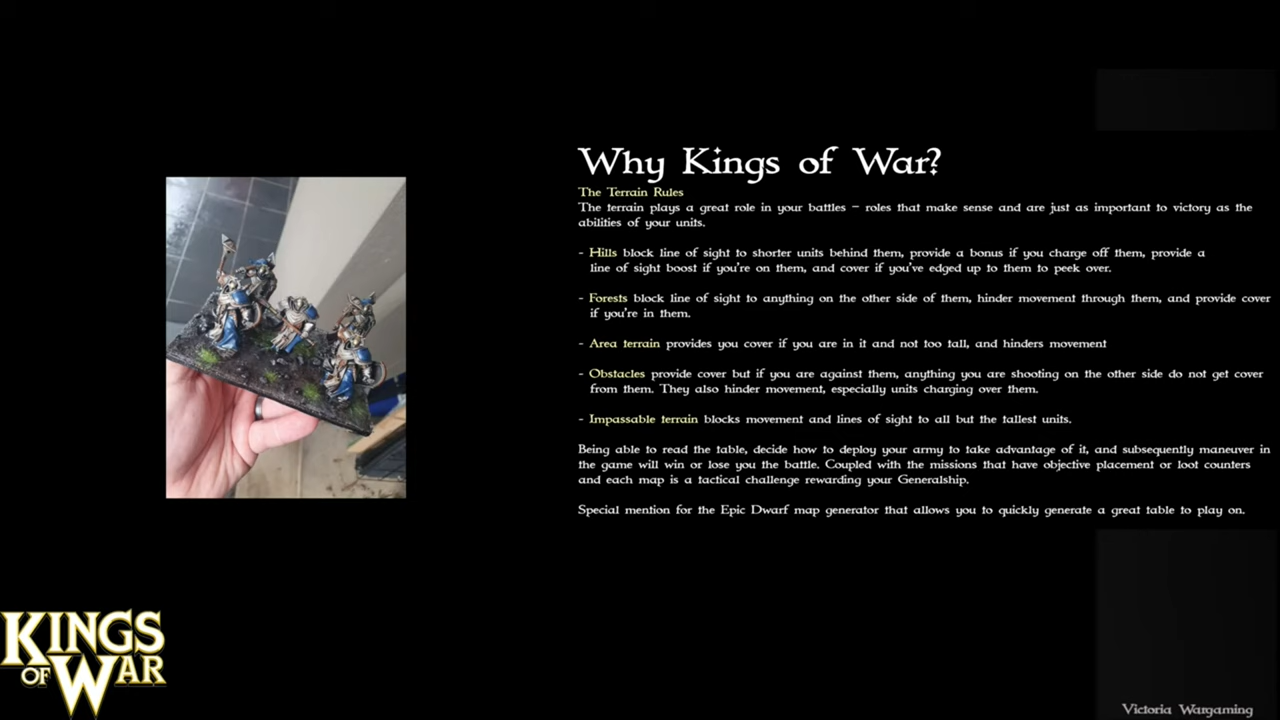 Why Kings of War?
The Terrain Rules
The terrain plays a great role in your battles – roles that make sense and are just as important to victory as the
abilities of your units.
- Hills block line of sight to shorter units behind them, provide a bonus if you charge off them, provide a
line of sight boost if you're on them, and cover if you've edged up to them to peek over.
- Forests block line of sight to anything on the other side of them, hinder movement through them, and provide cover
if you're in them.
- Area terrain provides you cover if you are in it and not too tall, and hinders movement
- Obstacles provide cover but if you are against them, anything you are shooting on the other side do not get cover
from them. They also hinder movement, especially units charging over them.
- Impassable terrain blocks movement and lines of sight to all but the tallest units.
Being able to read the table, decide how to deploy your army to take advantage of it, and subsequently maneuver in
the game will win or lose you the battle. Coupled with the missions that have objective placement or loot counters
and each map is a tactical challenge rewarding your Generalship.
Special mention for the Epic Dwarf map generator that allows you to quickly generate a great table to play on.
KINGS
OF WAR
Victoria Wargaming